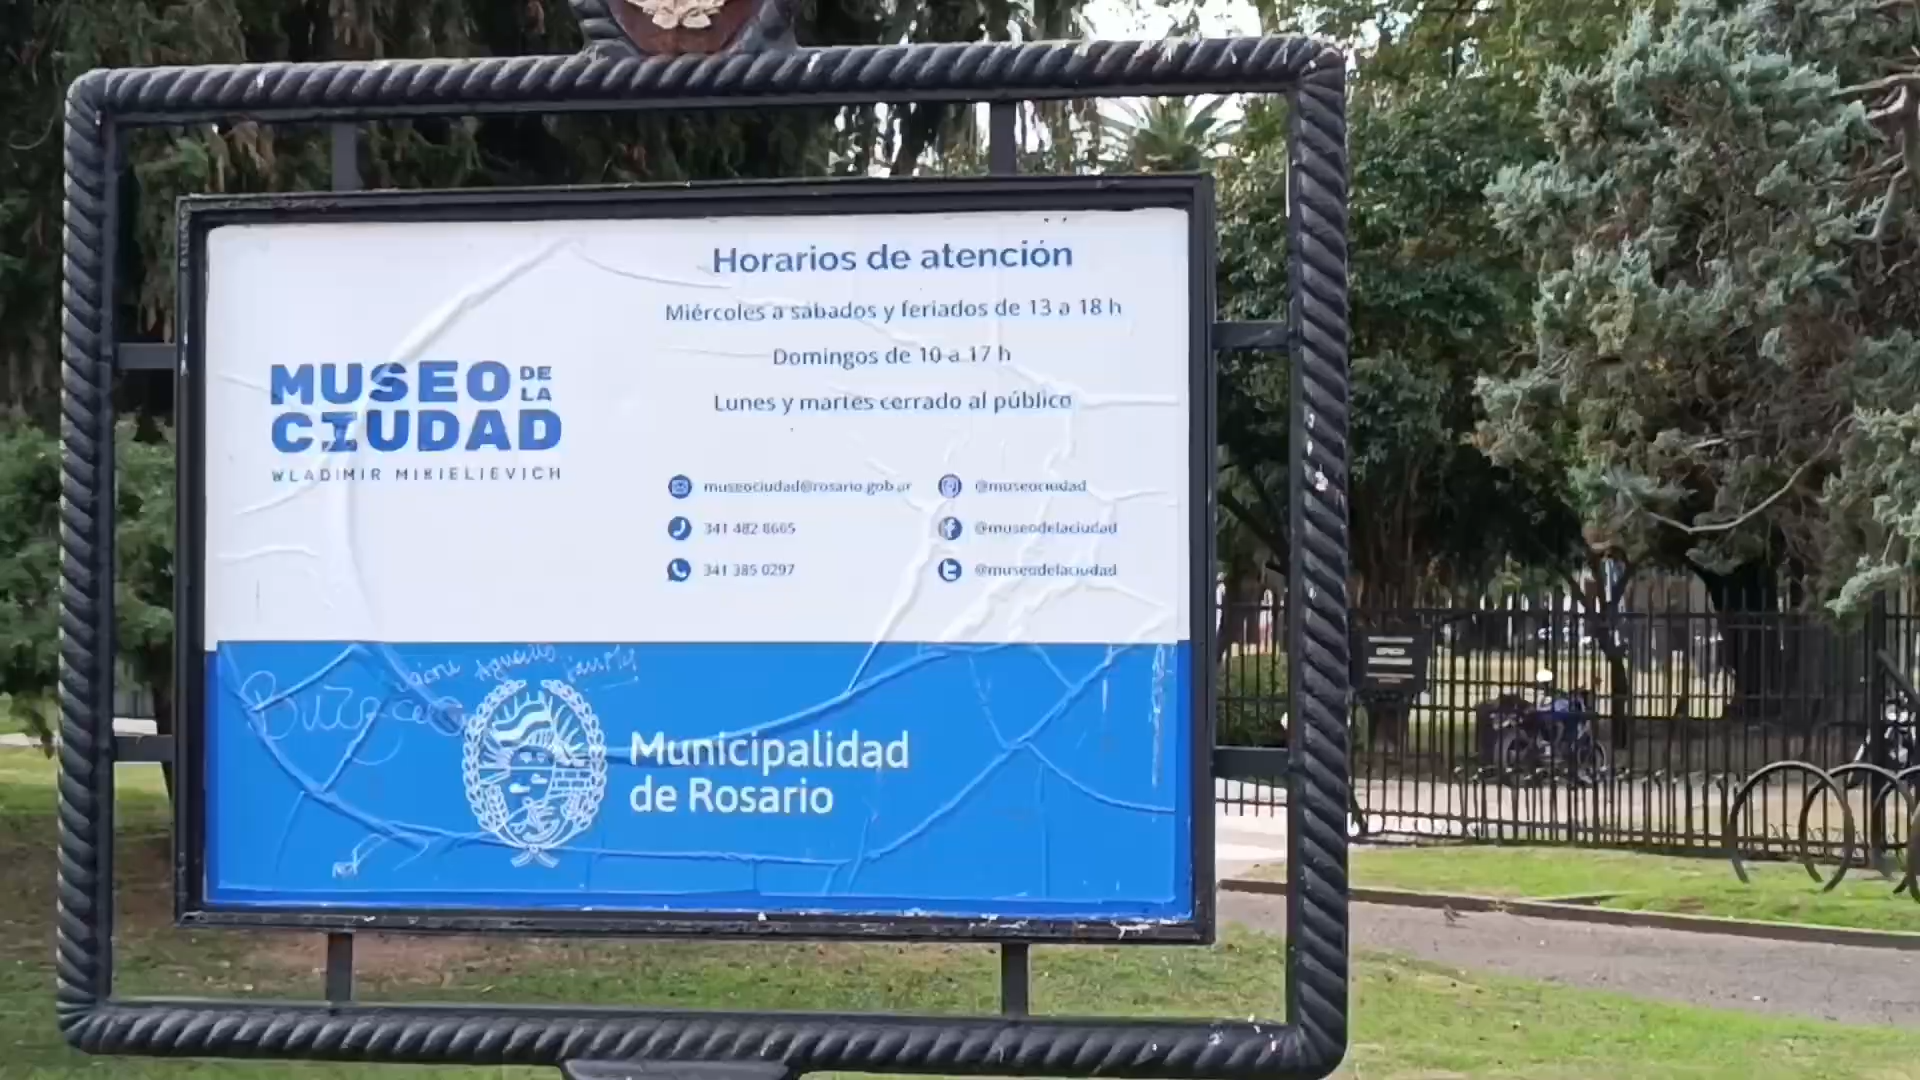 MUSEO DE LA
CIUDAD
WLADIMIR MIKIELIEVICH
Horarios de atención
Miércoles a sábados y feriados de 13 a 18 h
Domingos de 10 a 17 h
Lunes y martes cerrado al público
museociudad@rosario.gob.ar
@museociudad
341 482 8665
@museodelaciudad
341 385 0297
@museodelaciudad
Municipalidad
de Rosario